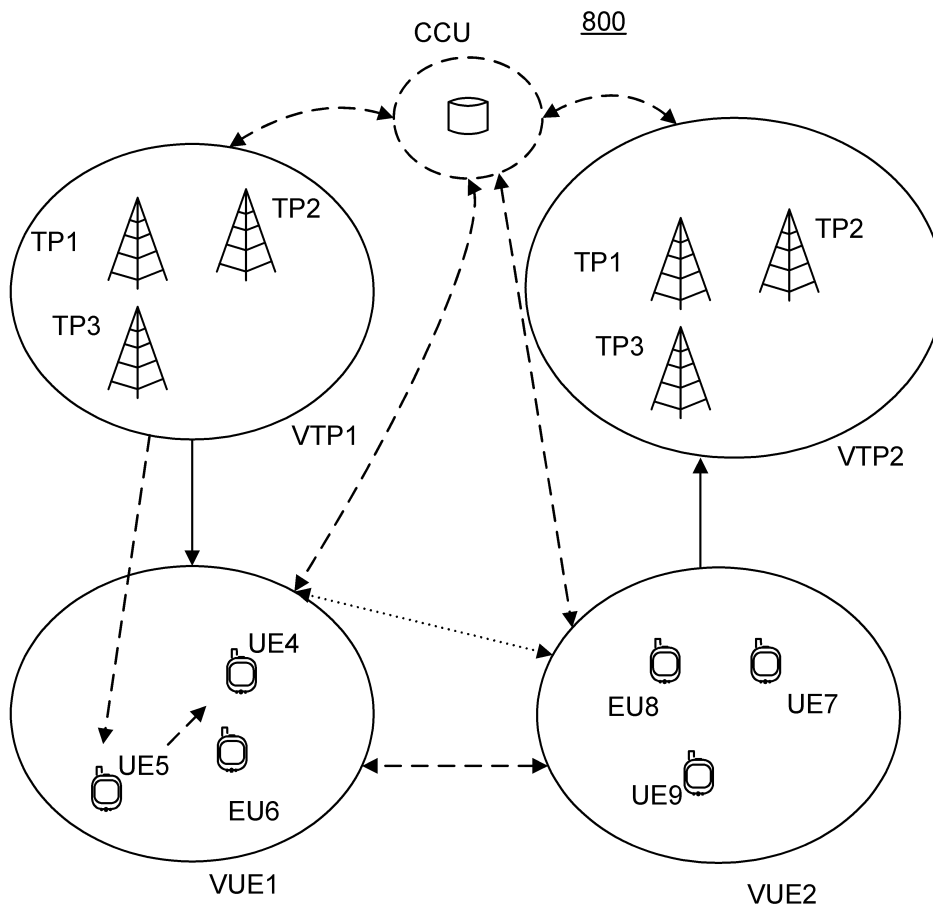 800
CCU
TP2
TP1
TP3
VTP1
TP2
TP1
TP3
VTP2
UE4
UE5
EU6
VUE1
EU8
UE7
UE9
VUE2